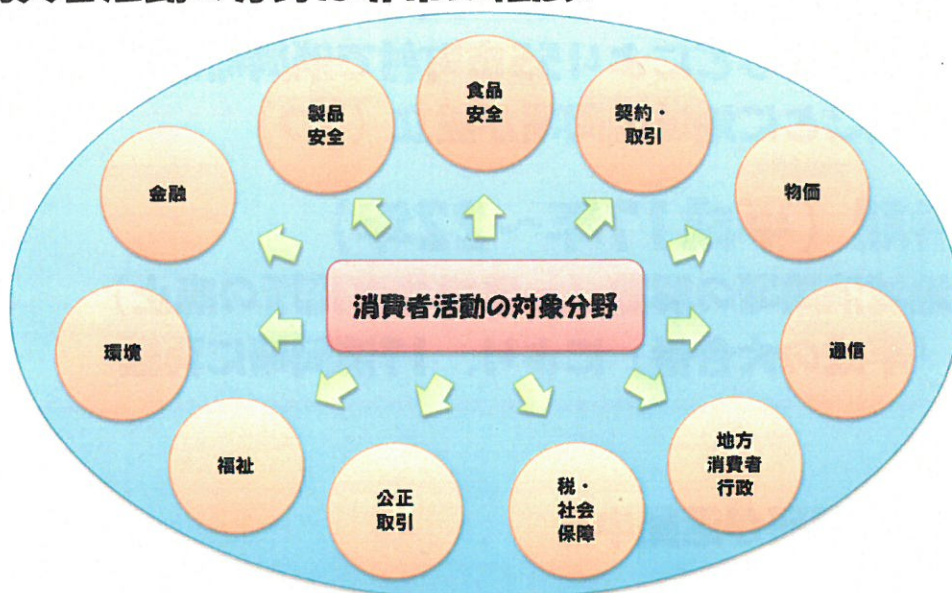 食品
安全
製品
安全
契約・
取引
金融
物価
消費者活動の対象分野
環境
通信
福祉
地方
消費者
行政
公正
取引
税・
社会
保障